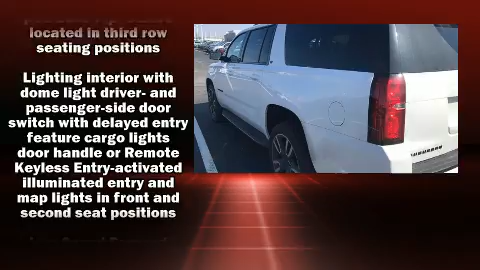 located in third row
seating positions
Lighting interior with
dome light driver- and
passenger-side door
switch with delayed entry
feature cargo lights
door handle or Remote
Keyless Entry-activated
illuminated entry and
map lights in front and
second seat positions